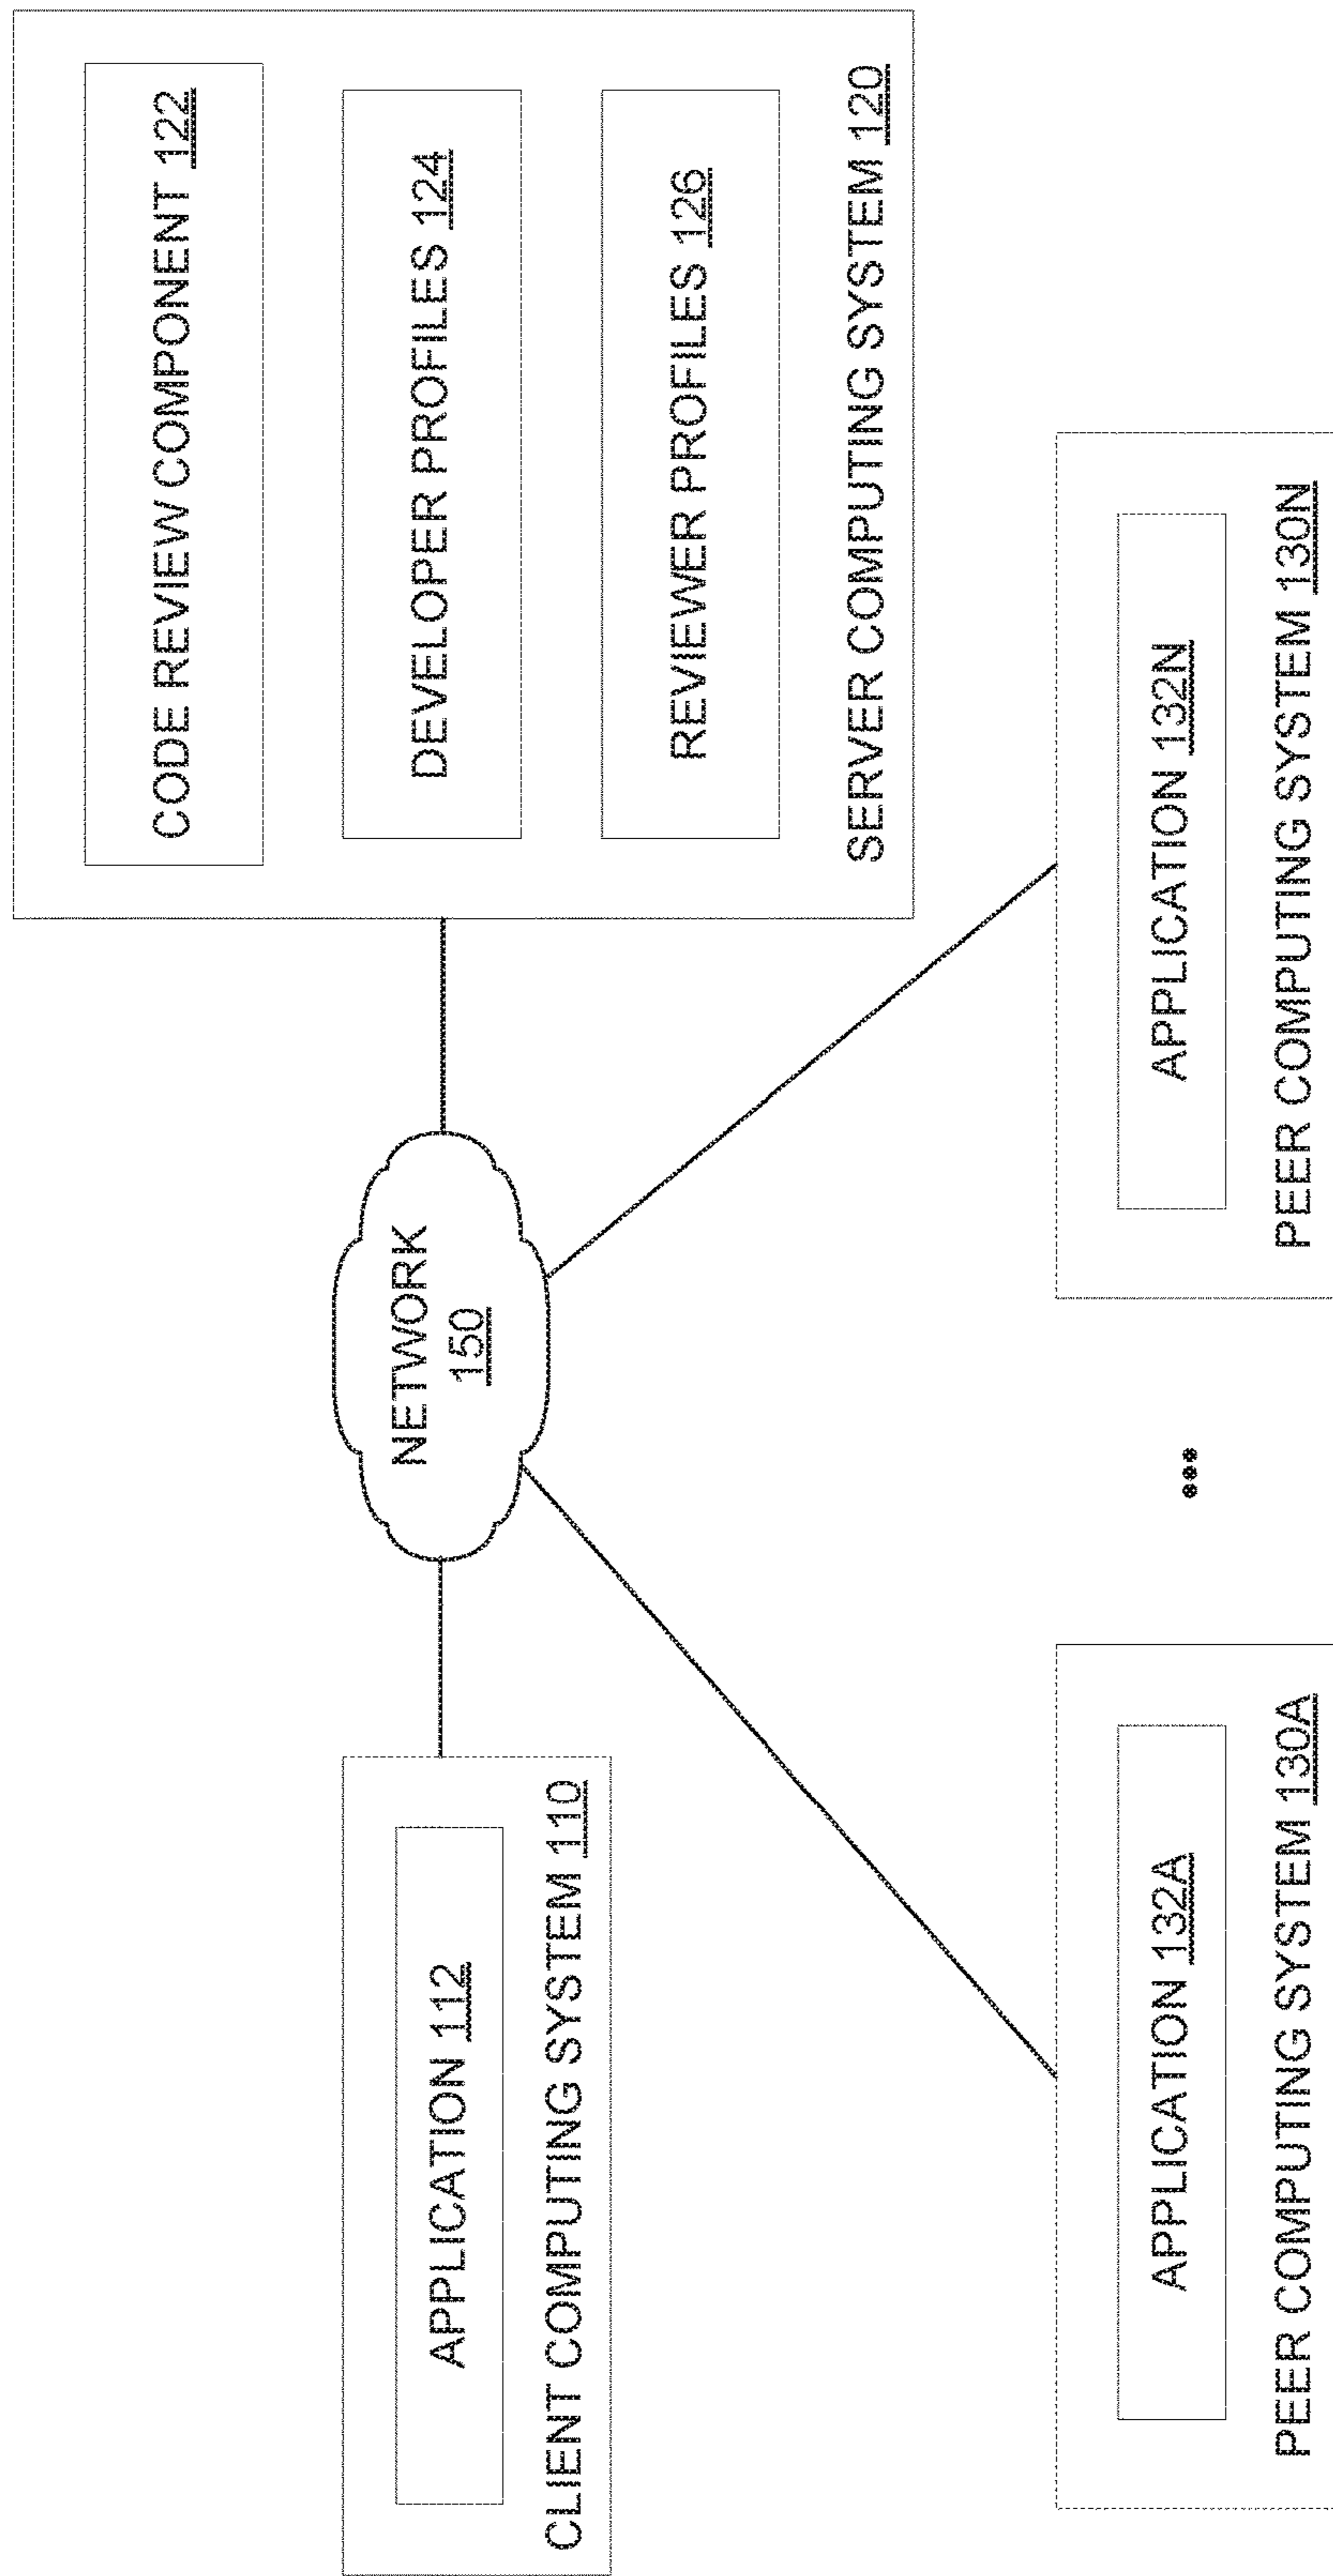 CODE REVIEW COMPONENT 122
DEVELOPER PROFILES 124
REVIEWER PROFILES 126
SERVER COMPUTING SYSTEM 120
NETWORK
150
APPLICATION 112
CLIENT COMPUTING SYSTEM 110
APPLICATION 132A
PEER COMPUTING SYSTEM 130A
•••
APPLICATION 132N
PEER COMPUTING SYSTEM 130N